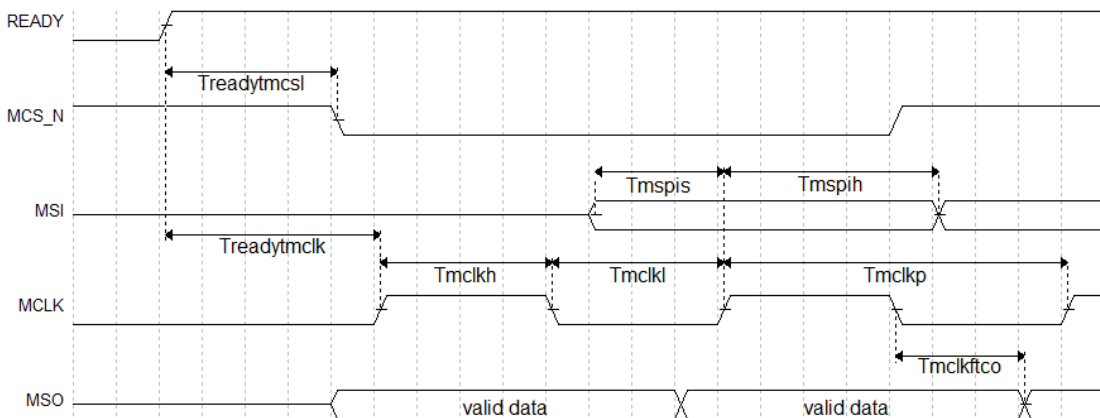 READY
Treadytmcsl
MCS_N
Tmspis
Tmspih
MSI
Treadytmclk
Tmclkh
Tmclkl
Tmclkp
MCLK
Tmclkftco
MSO
valid data
valid data